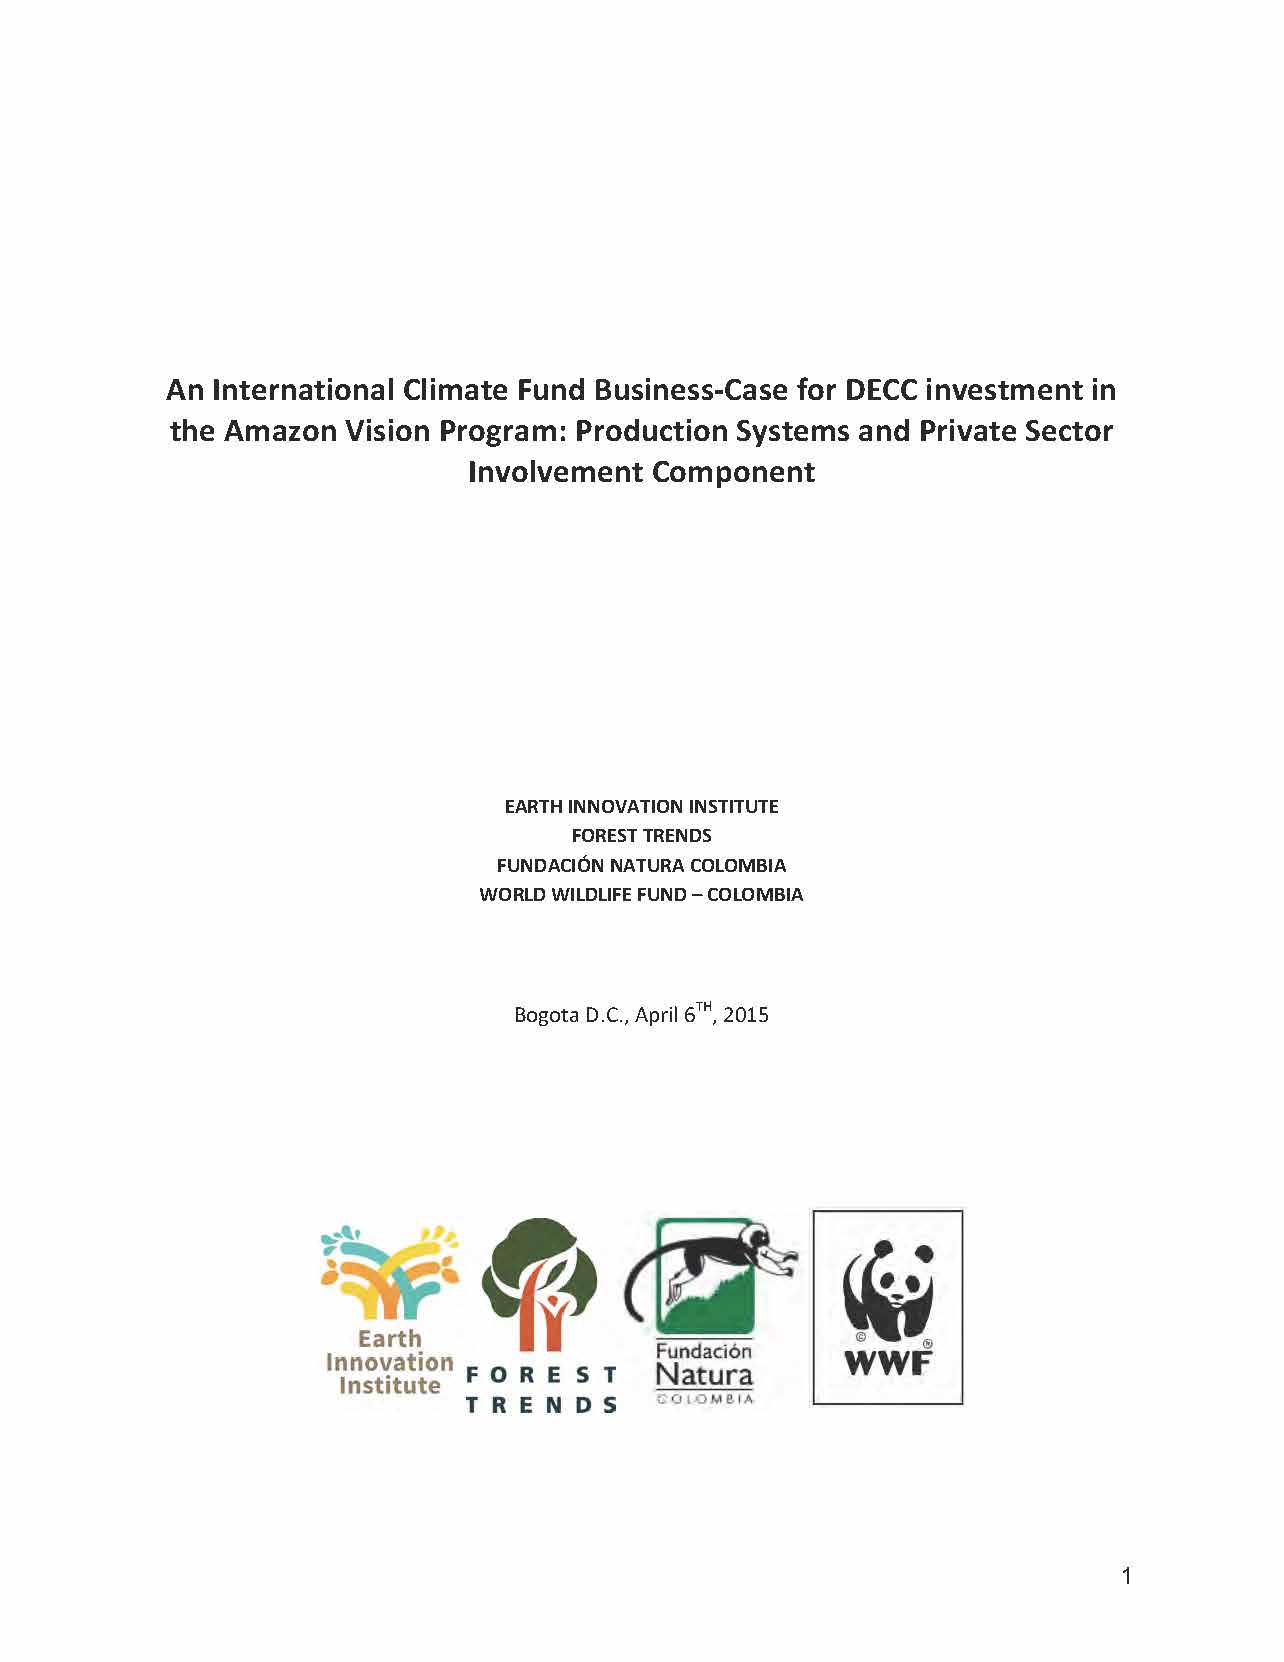 An International Climate Fund Business-Case for DECC investment in
the Amazon Vision Program: Production Systems and Private Sector
Involvement Component
EARTH INNOVATION INSTITUTE
FOREST TRENDS
FUNDACIÓN NATURA COLOMBIA
WORLD WILDLIFE FUND – COLOMBIA
Bogota D.C., April 6TH, 2015
Earth
Innovation
Institute
FOREST
TRENDS
Fundación
Natura
COLOMBIA
©
®
WWF
1